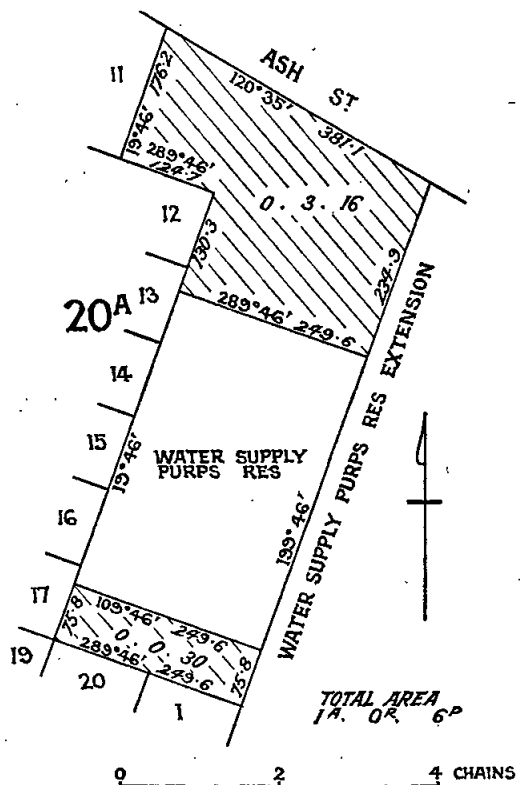 ASH ST
11
176·2
19°46'
120°35'
381·1
289°46'
124·7
0 . 3 . 16
12
130·3
234·9
13
20A
289°46' 249·6
14
15
19°46'
WATER SUPPLY
PURPS RES
199°46'
WATER SUPPLY PURPS RES EXTENSION
16
17
75·8
109°46' 249·6
0 . 0 . 30
289°46' 249·6
75·8
19
20
1
TOTAL AREA
1A. 0R. 6P
0 2 4 CHAINS